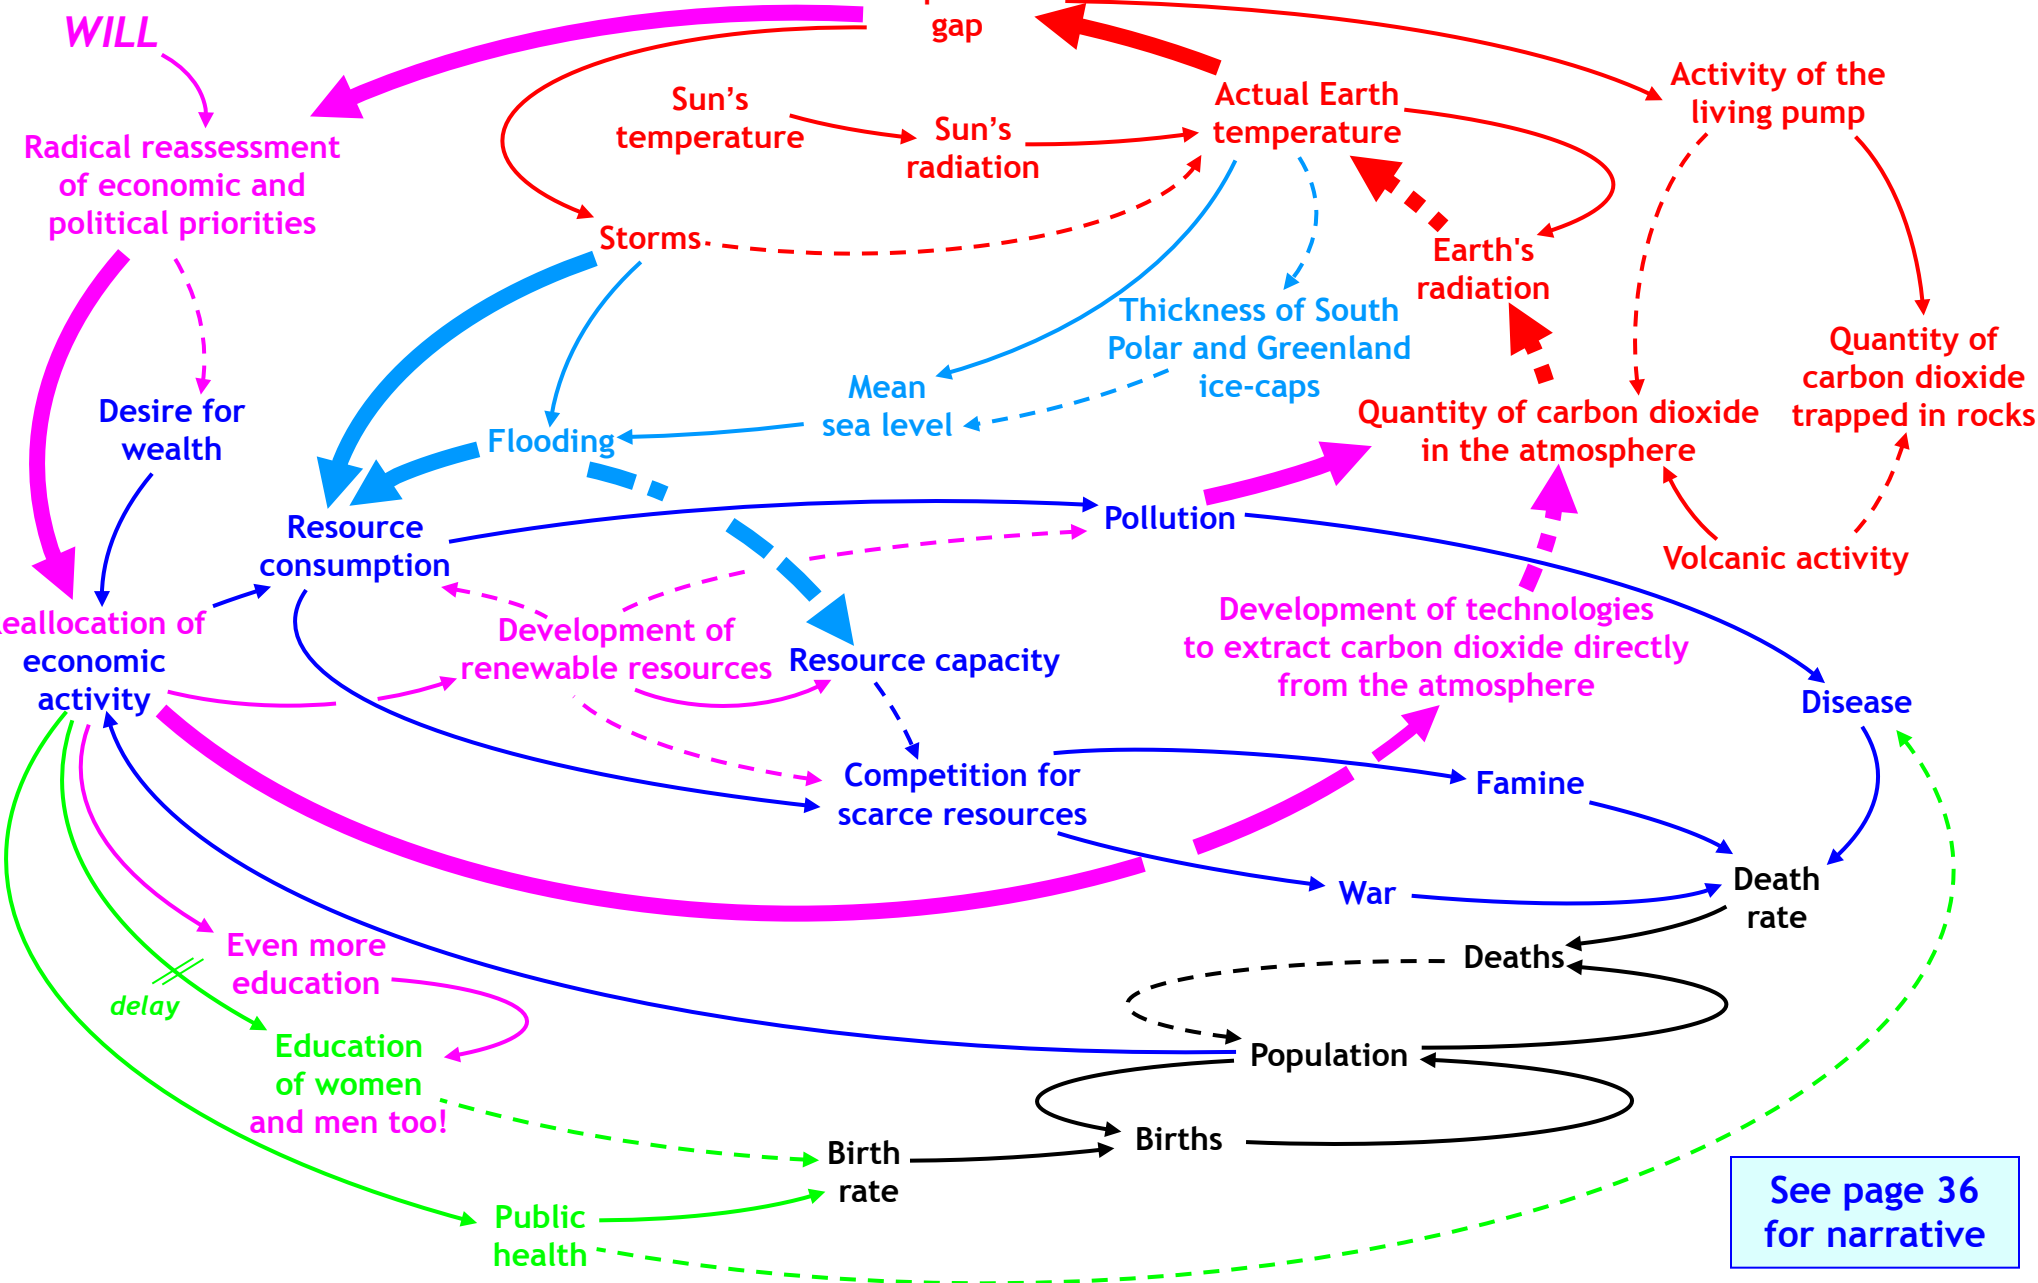 gap
WILL
Activity of the
living pump
Sun’s
temperature
Sun’s
radiation
Actual Earth
temperature
Radical reassessment
of economic and
political priorities
Storms
Earth's
radiation
Thickness of South
Polar and Greenland
ice-caps
Quantity of
carbon dioxide
trapped in rocks
Mean
sea level
Desire for
wealth
Flooding
Quantity of carbon dioxide
in the atmosphere
Resource
consumption
Pollution
Volcanic activity
eallocation of
economic
activity
Development of
renewable resources
Resource capacity
Development of technologies
to extract carbon dioxide directly
from the atmosphere
Disease
Competition for
scarce resources
Famine
War
Death
rate
Even more
education
delay
Deaths
Education
of women
and men too!
Population
Births
Birth
rate
Public
health
See page 36
for narrative